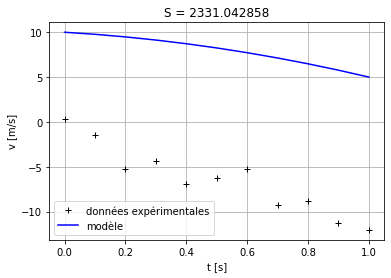 S = 2331.042858
v [m/s]
10
5
0
−5
−10
données expérimentales
modèle
0.0 0.2 0.4 0.6 0.8 1.0
t [s]